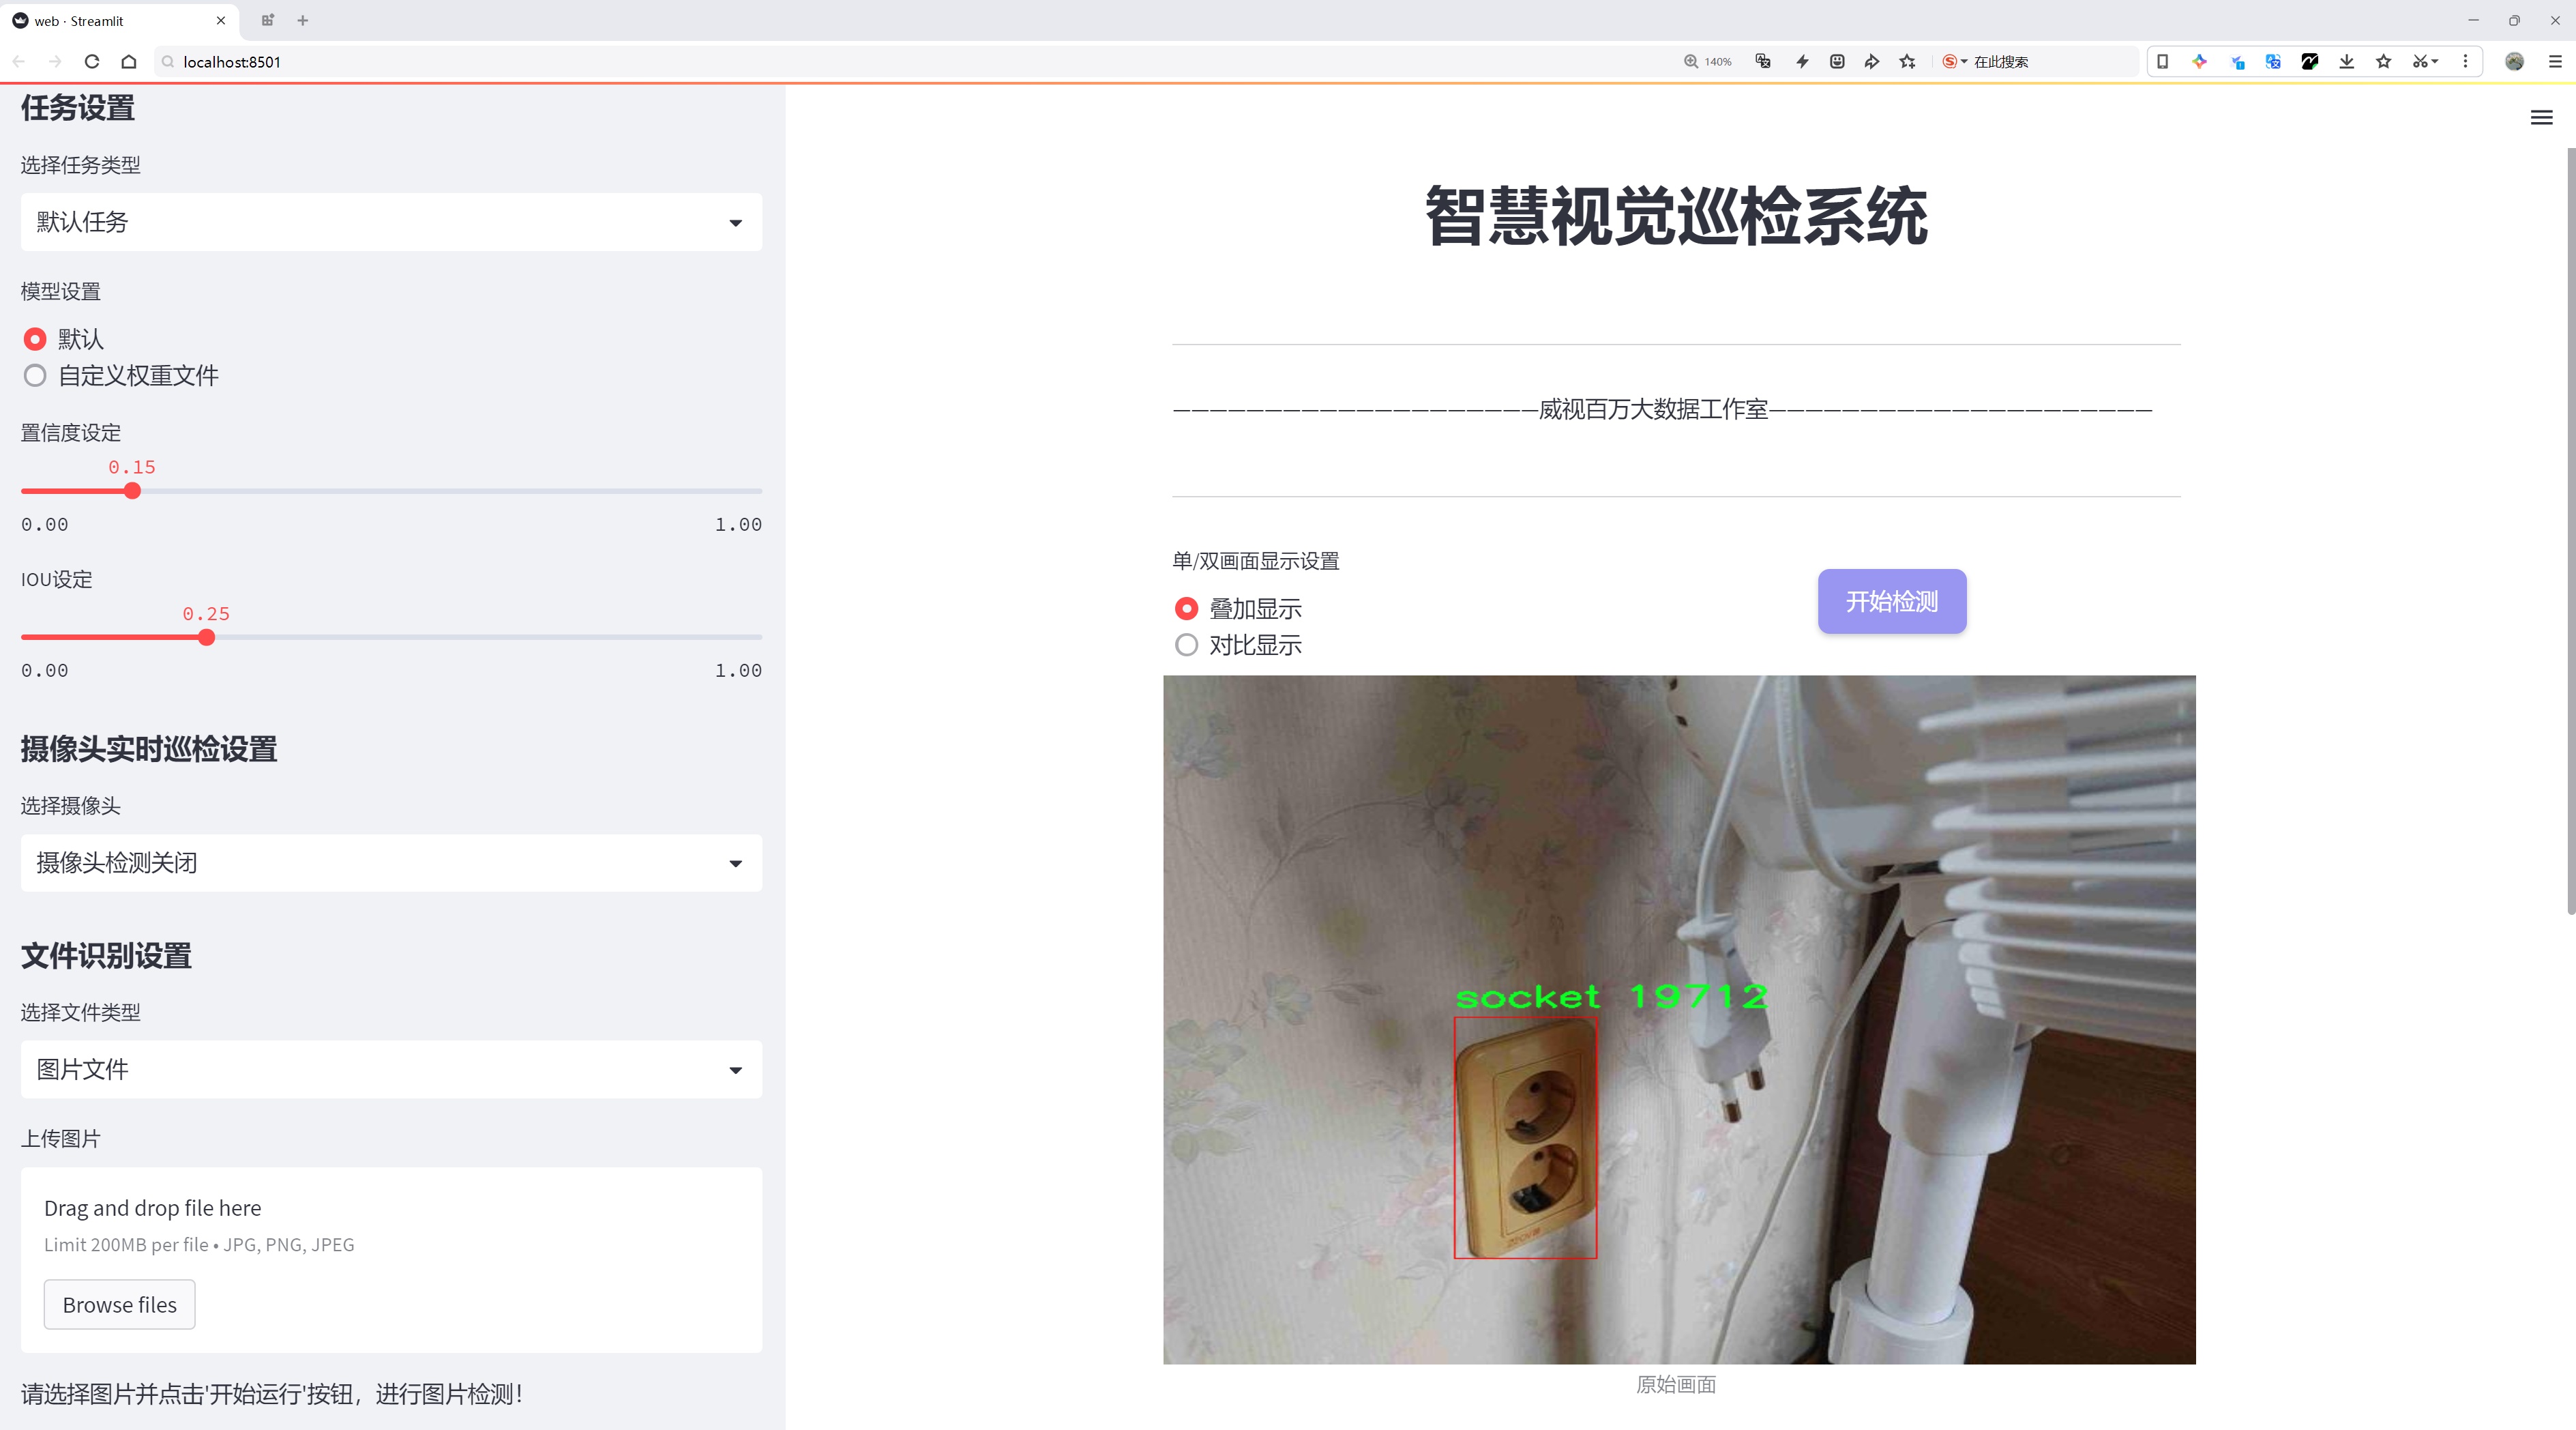 web · Streamlit
localhost:8501
140%
在此搜索
任务设置
选择任务类型
默认任务
模型设置
默认
自定义权重文件
置信度设定
0.15
0.00
1.00
IOU设定
0.25
0.00
1.00
摄像头实时巡检设置
选择摄像头
摄像头检测关闭
文件识别设置
选择文件类型
图片文件
上传图片
Drag and drop file here
Limit 200MB per file • JPG, PNG, JPEG
Browse files
请选择图片并点击'开始运行'按钮，进行图片检测！
智慧视觉巡检系统
————————————————————威视百万大数据工作室—————————————————————
单/双画面显示设置
叠加显示
对比显示
开始检测
socket 19712
原始画面